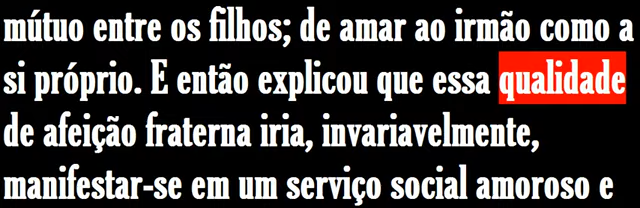 mútuo entre os filhos; de amar ao irmão como a
si próprio. E então explicou que essa qualidade
de afeição fraterna iria, invariavelmente,
manifestar-se em um serviço social amoroso e